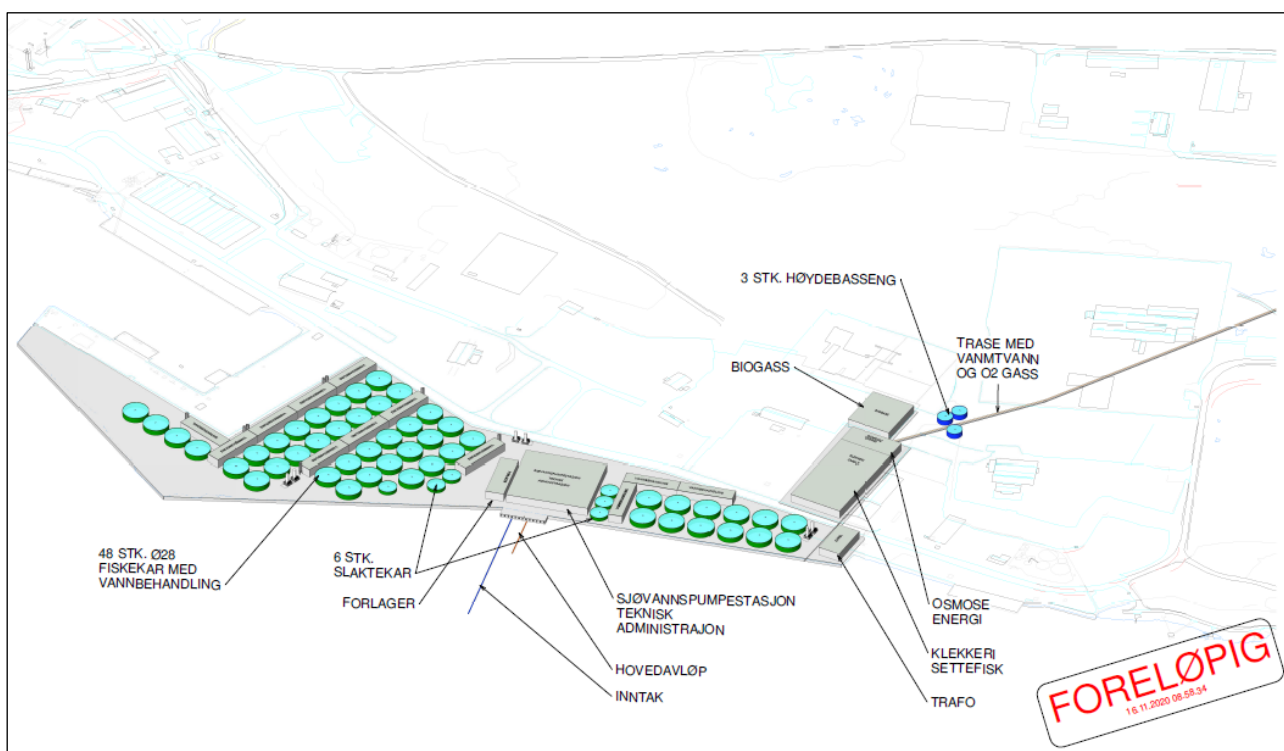 3 STK. HØYDEBASSENG
TRASE MED
VANMTVANN
OG O2 GASS
BIOGASS
48 STK. Ø28
FISKEKAR MED
VANNBEHANDLING
6 STK.
SLAKTEKAR
FORLAGER
SJØVANNSPUMPESTASJON
TEKNISK
ADMINISTRAJON
OSMOSE
ENERGI
HOVEDAVLØP
KLEKKERI
SETTEFISK
INNTAK
TRAFO
FORELØPIG
16.11.2020 08:58:34